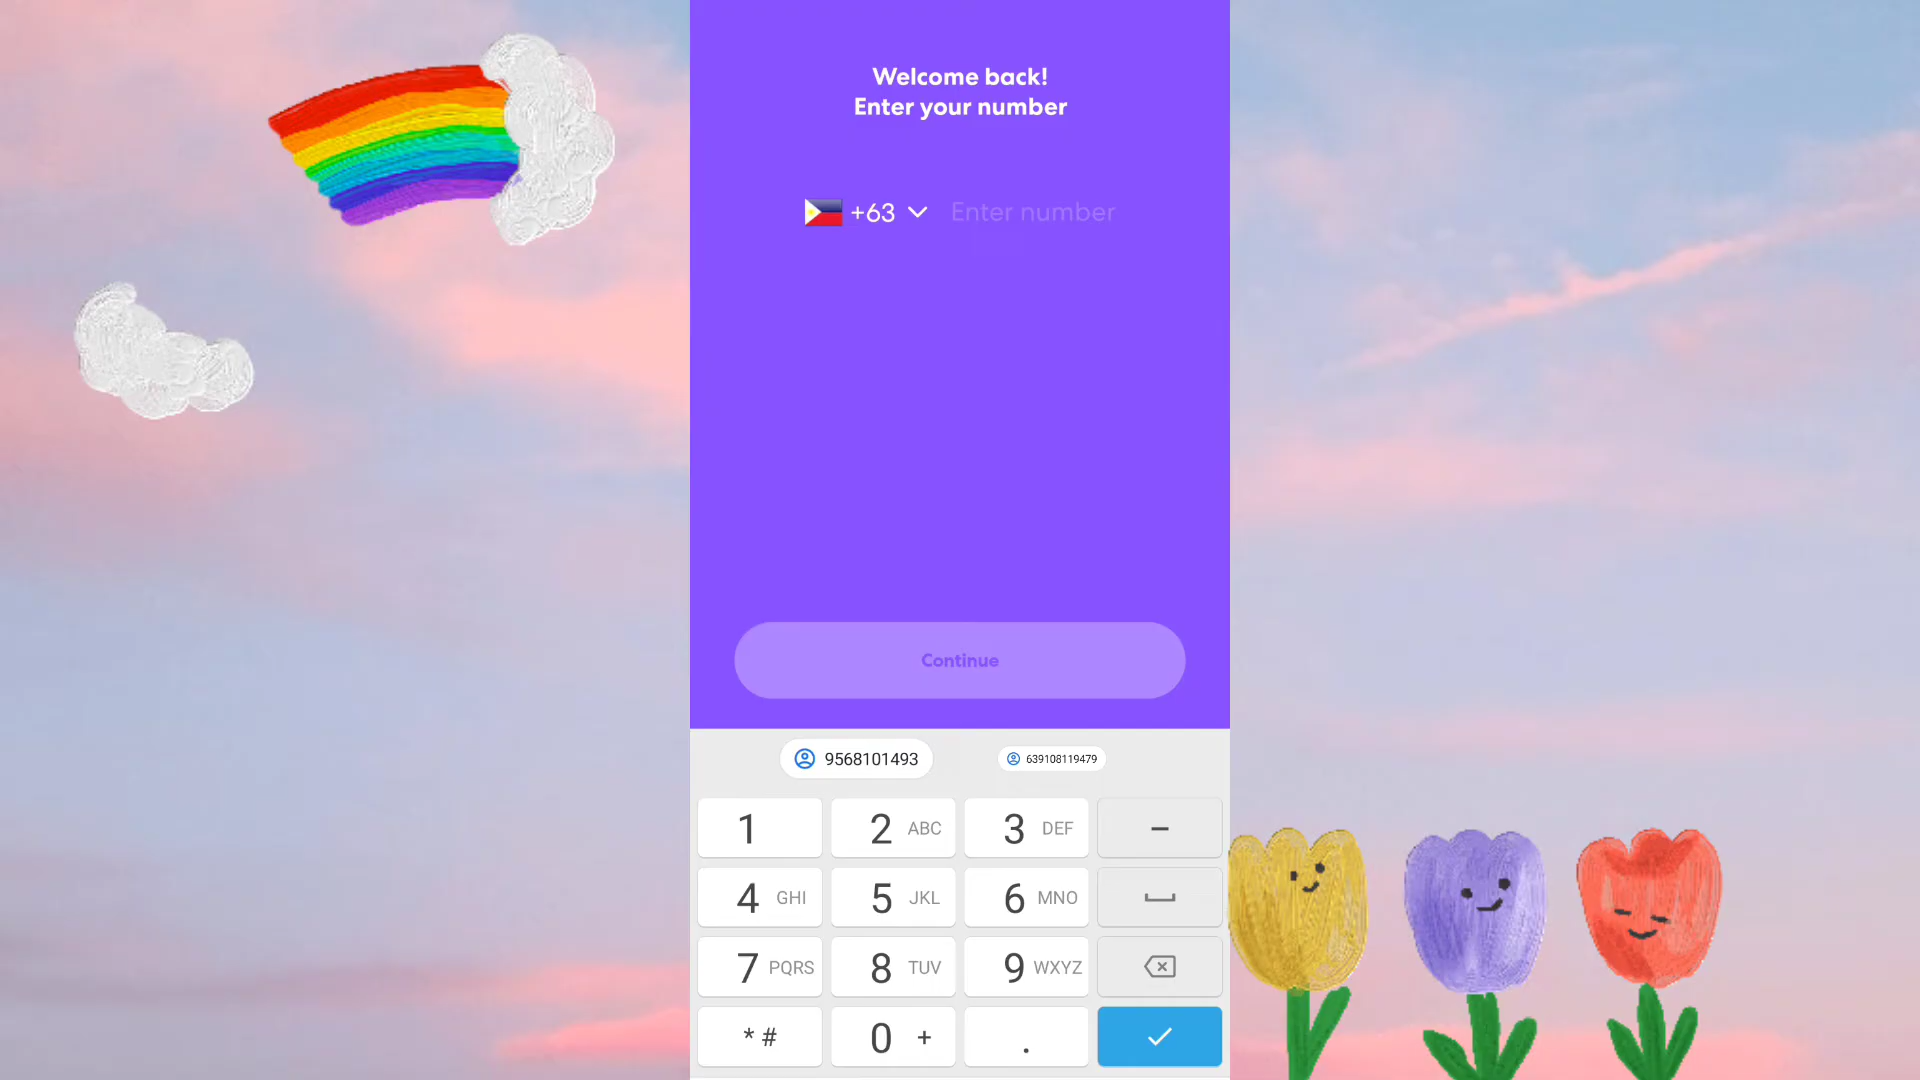 Welcome back!
Enter your number
+63 Enter number
Continue
9568101493 639108119479
1 2 ABC 3 DEF –
4 GHI 5 JKL 6 MNO
7 PQRS 8 TUV 9 WXYZ
* # 0 + .